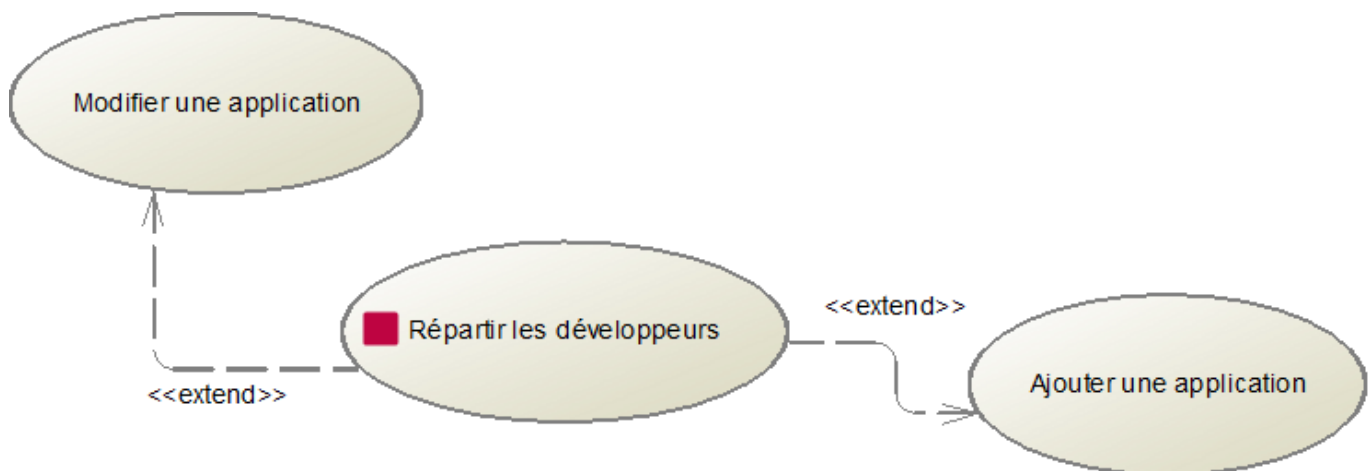 Modifier une application
<<extend>>
Répartir les développeurs
<<extend>>
Ajouter une application